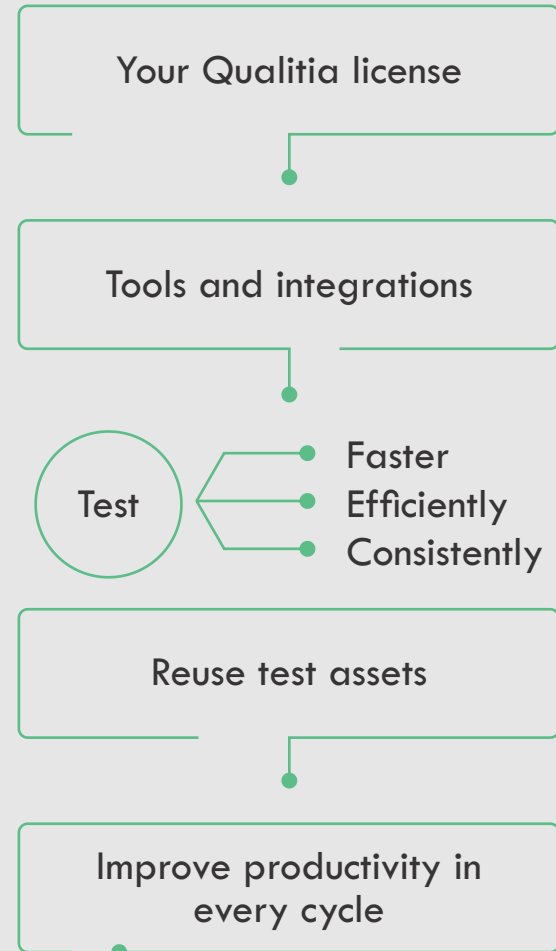 Your Qualitia license
Tools and integrations
Test
Faster
Efficiently
Consistently
Reuse test assets
Improve productivity in
every cycle